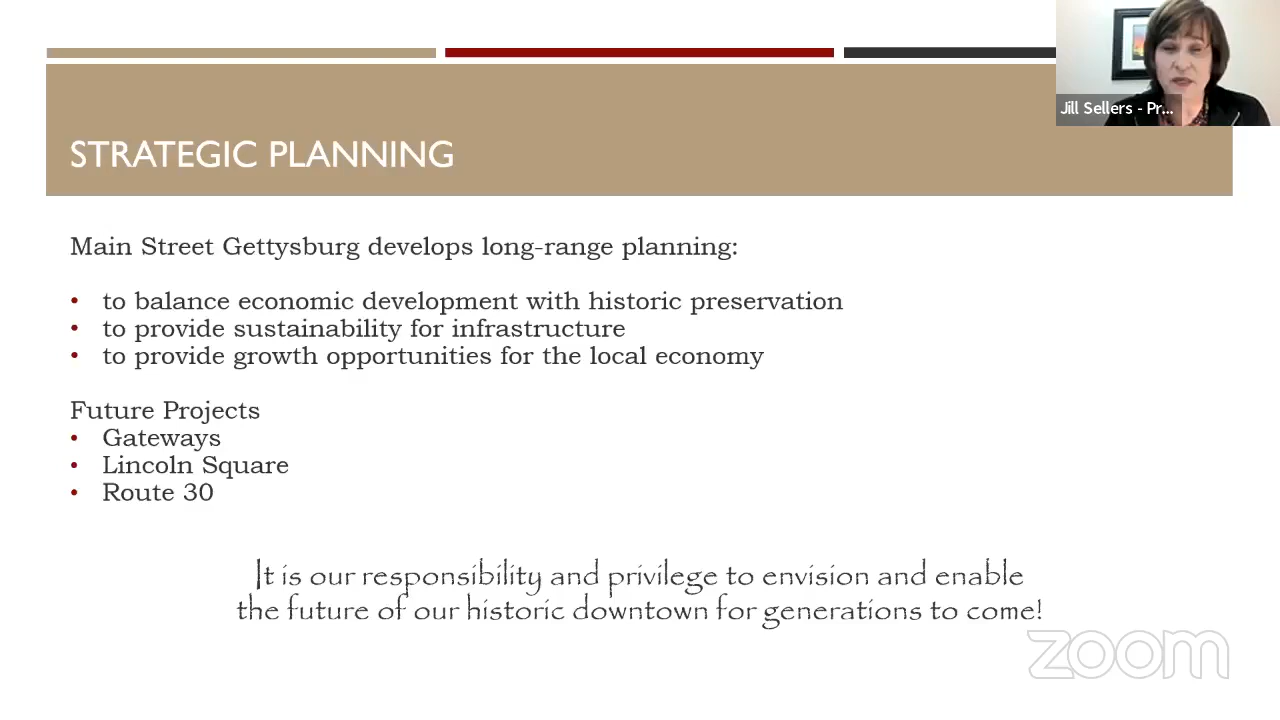 Jill Sellers - Pr...
STRATEGIC PLANNING
Main Street Gettysburg develops long-range planning:
• to balance economic development with historic preservation
• to provide sustainability for infrastructure
• to provide growth opportunities for the local economy
Future Projects
• Gateways
• Lincoln Square
• Route 30
It is our responsibility and privilege to envision and enable
the future of our historic downtown for generations to come!
zoom